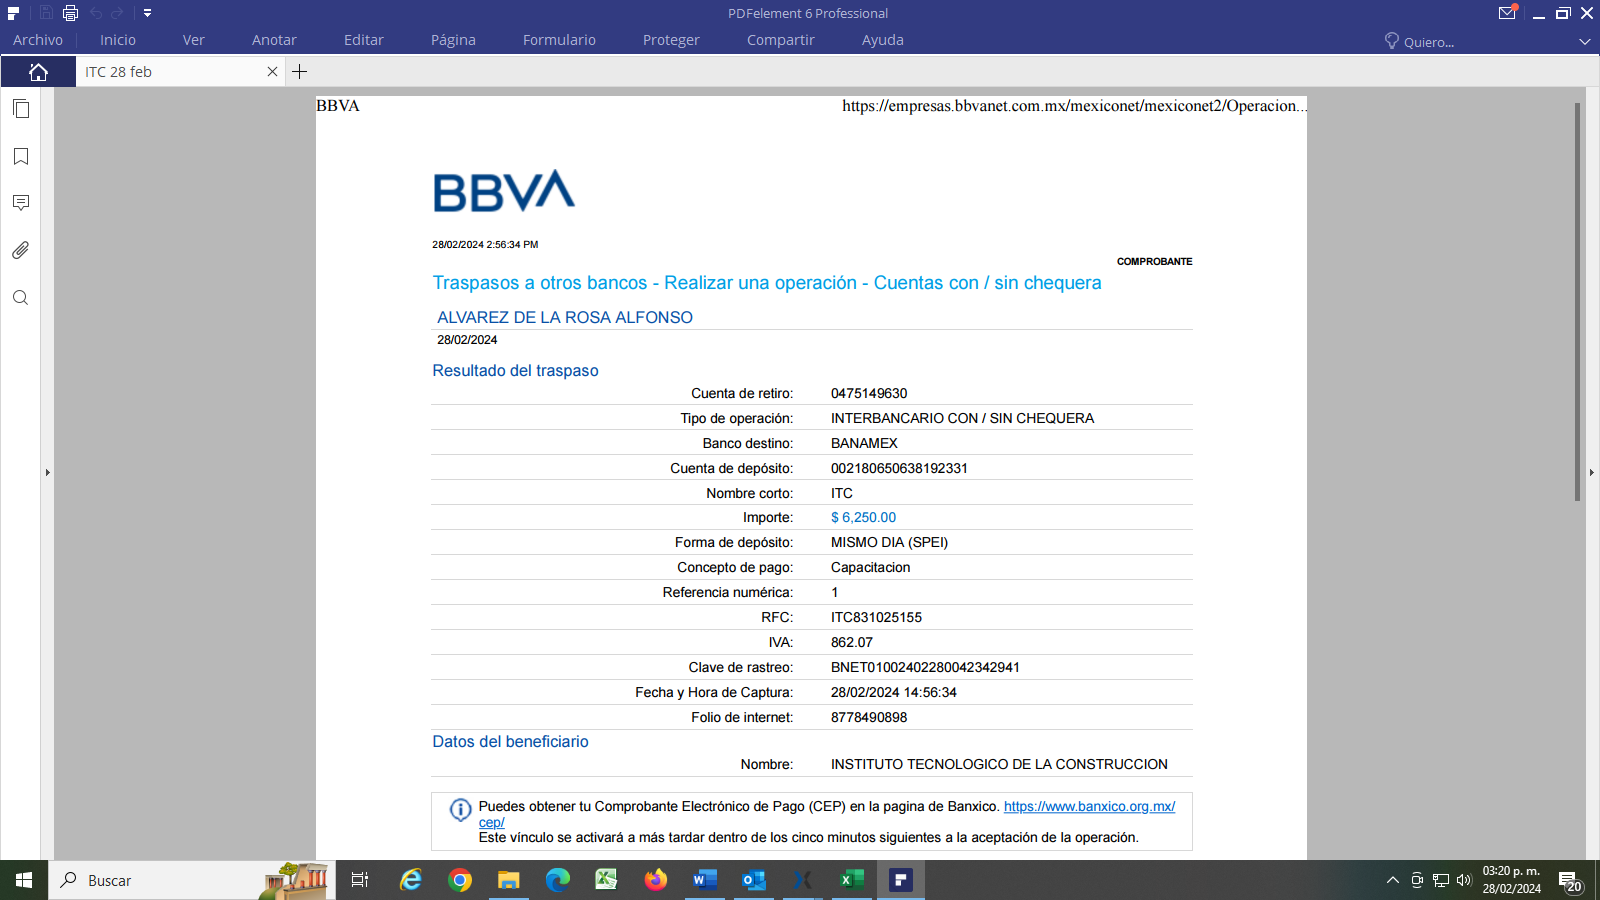 PDFelement 6 Professional
Archivo Inicio Ver Anotar Editar Página Formulario Proteger Compartir Ayuda Quiero...
ITC 28 feb
BBVA https://empresas.bbvanet.com.mx/mexiconet/mexiconet2/Operacion...
BBVA
28/02/2024 2:56:34 PM
COMPROBANTE
Traspasos a otros bancos - Realizar una operación - Cuentas con / sin chequera
ALVAREZ DE LA ROSA ALFONSO
28/02/2024
Resultado del traspaso
Cuenta de retiro: 0475149630
Tipo de operación: INTERBANCARIO CON / SIN CHEQUERA
Banco destino: BANAMEX
Cuenta de depósito: 002180650638192331
Nombre corto: ITC
Importe: $ 6,250.00
Forma de depósito: MISMO DIA (SPEI)
Concepto de pago: Capacitacion
Referencia numérica: 1
RFC: ITC831025155
IVA: 862.07
Clave de rastreo: BNET01002402280042342941
Fecha y Hora de Captura: 28/02/2024 14:56:34
Folio de internet: 8778490898
Datos del beneficiario
Nombre: INSTITUTO TECNOLOGICO DE LA CONSTRUCCION
Puedes obtener tu Comprobante Electrónico de Pago (CEP) en la pagina de Banxico. https://www.banxico.org.mx/
cep/
Este vínculo se activará a más tardar dentro de los cinco minutos siguientes a la aceptación de la operación.
Buscar
03:20 p. m.
28/02/2024
20